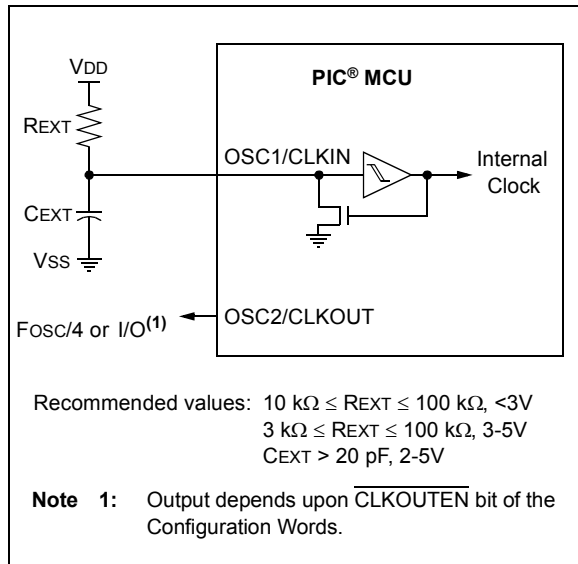 VDD
PIC® MCU
REXT
OSC1/CLKIN
Internal
Clock
CEXT
VSS
OSC2/CLKOUT
FOSC/4 or I/O(1)
Recommended values: 10 kΩ ≤ REXT ≤ 100 kΩ, <3V
3 kΩ ≤ REXT ≤ 100 kΩ, 3-5V
CEXT > 20 pF, 2-5V
Note 1: Output depends upon CLKOUTEN bit of the
Configuration Words.